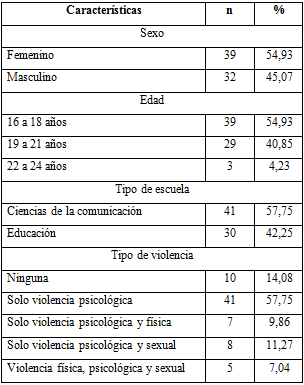 Características n %
Sexo
Femenino 39 54,93
Masculino 32 45,07
Edad
16 a 18 años 39 54,93
19 a 21 años 29 40,85
22 a 24 años 3 4,23
Tipo de escuela
Ciencias de la comunicación 41 57,75
Educación 30 42,25
Tipo de violencia
Ninguna 10 14,08
Solo violencia psicológica 41 57,75
Solo violencia psicológica y física 7 9,86
Solo violencia psicológica y sexual 8 11,27
Violencia física, psicológica y sexual 5 7,04